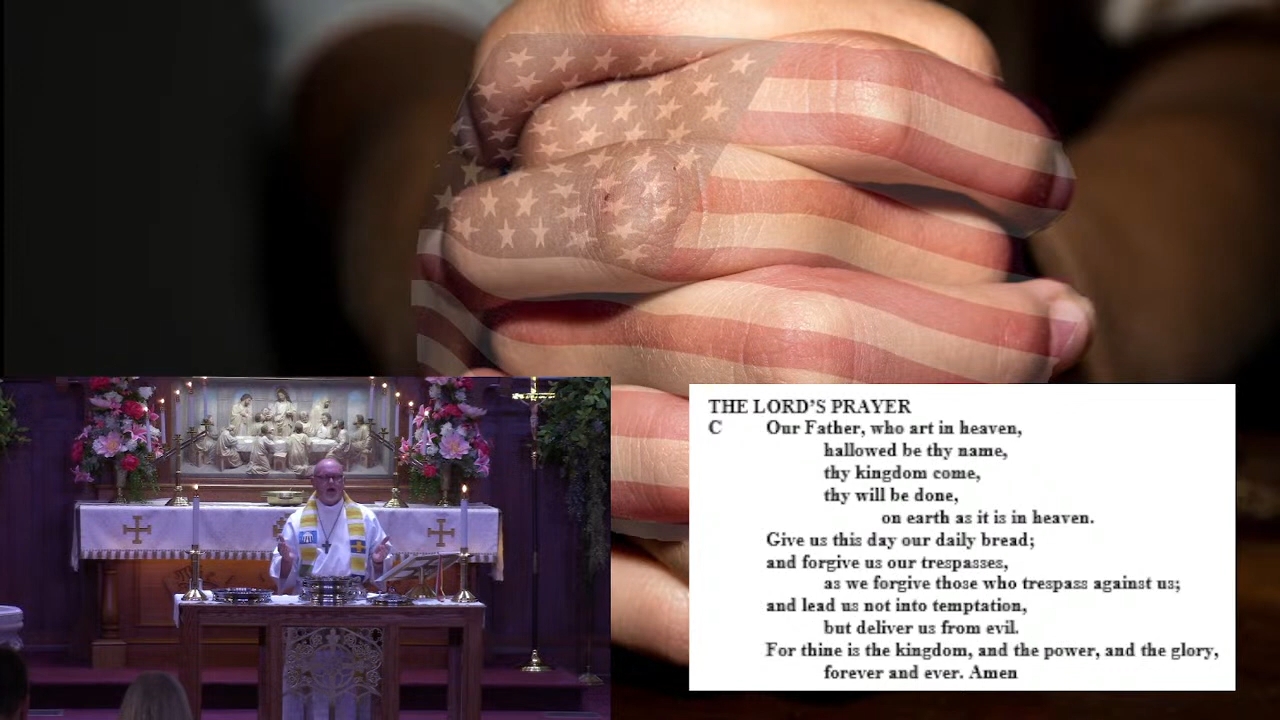 THE LORD'S PRAYER
C Our Father, who art in heaven,
hallowed be thy name,
thy kingdom come,
thy will be done,
on earth as it is in heaven.
Give us this day our daily bread;
and forgive us our trespasses,
as we forgive those who trespass against us;
and lead us not into temptation,
but deliver us from evil.
For thine is the kingdom, and the power, and the glory,
forever and ever. Amen